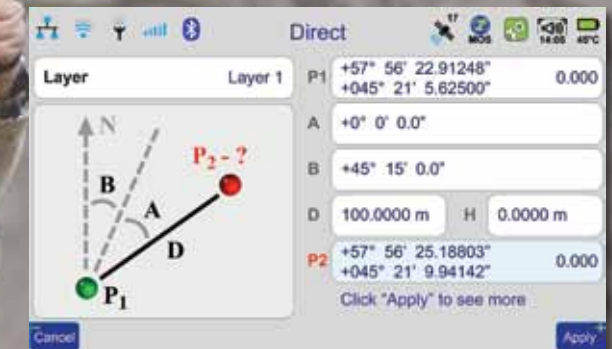 Direct
17
MOS
14:05
46°C
Layer Layer 1
P1 +57° 56' 22.91248"
+045° 21' 5.62500"
0.000
A +0° 0' 0.0"
B +45° 15' 0.0"
D 100.0000 m H 0.0000 m
P2 +57° 56' 25.18803"
+045° 21' 9.94142"
0.000
Click "Apply" to see more
N
P2 - ?
B
A
D
P1
Cancel
Apply